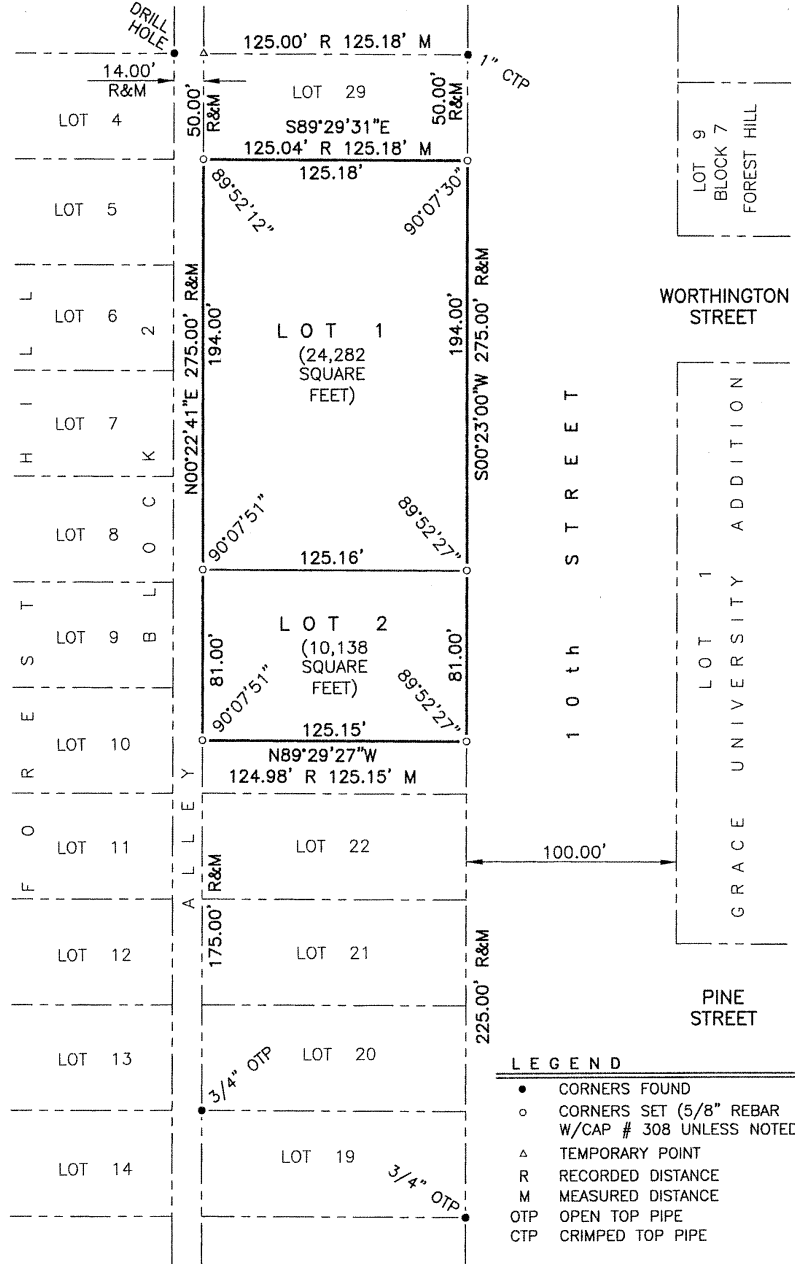 DRILL
HOLE
125.00' R 125.18' M
1" CTP
14.00'
R&M
50.00'
R&M
LOT 29
50.00'
R&M
LOT 4
S89°29'31"E
125.04' R 125.18' M
125.18'
89°52'12"
90°07'30"
LOT 9
BLOCK 7
FOREST HILL
LOT 5
WORTHINGTON
STREET
LOT 6
N00°22'41"E 275.00' R&M
194.00'
LOT 1
(24,282
SQUARE
FEET)
194.00'
S00°23'00"W 275.00' R&M
LOT 7
LOT 8
90°07'51"
89°52'27"
125.16'
FOREST HILL
BLOCK 2
10th STREET
LOT 1
GRACE UNIVERSITY ADDITION
LOT 9
81.00'
LOT 2
(10,138
SQUARE
FEET)
81.00'
90°07'51"
89°52'27"
125.15'
LOT 10
N89°29'27"W
124.98' R 125.15' M
ALLEY
LOT 11
LOT 22
100.00'
175.00' R&M
LOT 12
LOT 21
225.00' R&M
PINE
STREET
LOT 13
3/4" OTP
LOT 20
LOT 14
LOT 19
3/4" OTP
LEGEND
CORNERS FOUND
CORNERS SET (5/8" REBAR
W/CAP # 308 UNLESS NOTED
TEMPORARY POINT
R RECORDED DISTANCE
M MEASURED DISTANCE
OTP OPEN TOP PIPE
CTP CRIMPED TOP PIPE